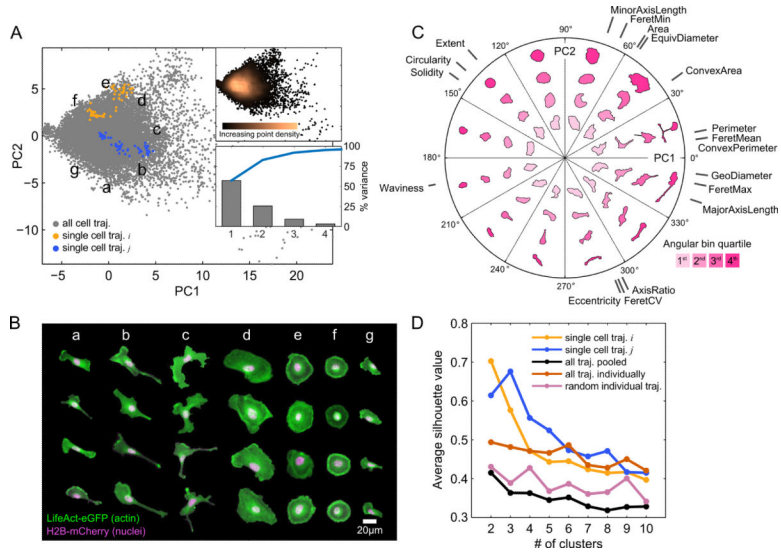 A
PC2
5
0
−5
−10
−5
0
5
10
15
20
PC1
e
d
f
c
g
a
b
all cell traj.
single cell traj. i
single cell traj. j
Increasing point density
100
75
50
25
0
% variance
1
2
3
4
C
MinorAxisLength
FeretMin
Area
EquivDiameter
ConvexArea
Perimeter
FeretMean
ConvexPerimeter
GeoDiameter
FeretMax
MajorAxisLength
AxisRatio
Eccentricity FeretCV
Waviness
Solidity
Circularity
Extent
90°
60°
30°
0°
330°
300°
270°
240°
210°
180°
150°
120°
PC2
PC1
Angular bin quartile
1st 2nd 3rd 4th
B
a b c d e f g
LifeAct-eGFP (actin)
H2B-mCherry (nuclei)
20µm
D
Average silhouette value
0.8
0.7
0.6
0.5
0.4
0.3
2 3 4 5 6 7 8 9 10
# of clusters
single cell traj. i
single cell traj. j
all traj. pooled
all traj. individually
random individual traj.